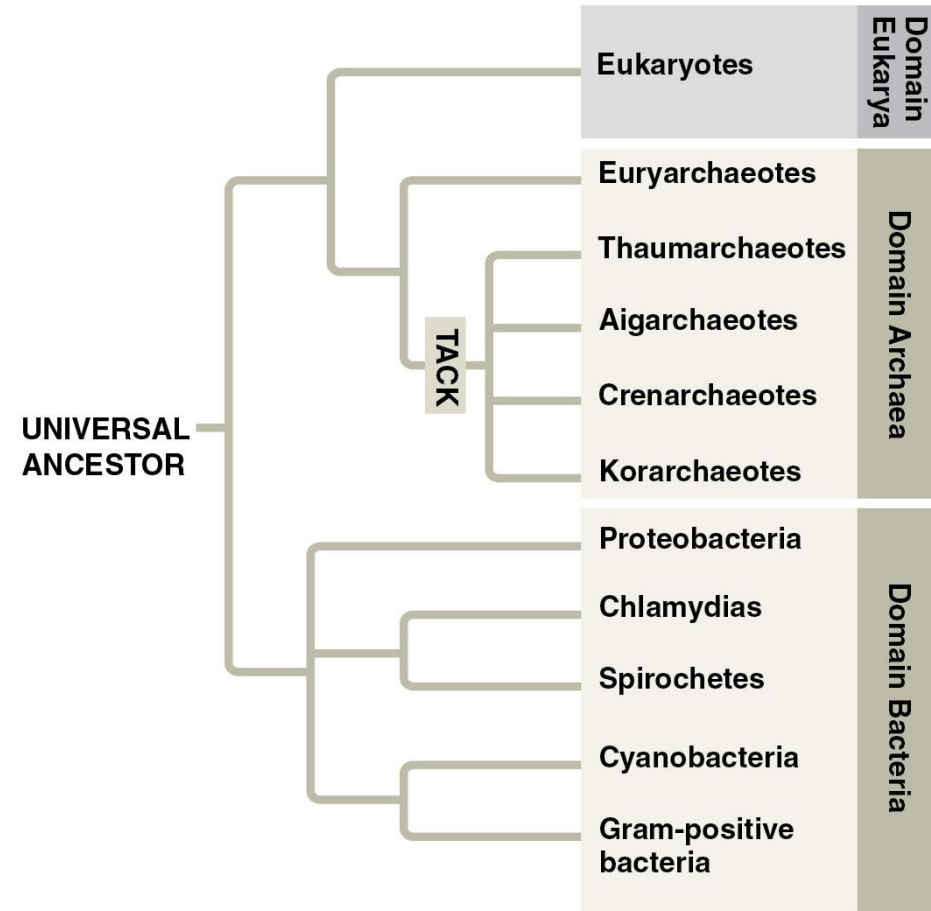 Eukaryotes
Domain
Eukarya
Euryarchaeotes
Thaumarchaeotes
Aigarchaeotes
Crenarchaeotes
Korarchaeotes
Domain Archaea
TACK
UNIVERSAL
ANCESTOR
Proteobacteria
Chlamydias
Spirochetes
Cyanobacteria
Gram-positive
bacteria
Domain Bacteria